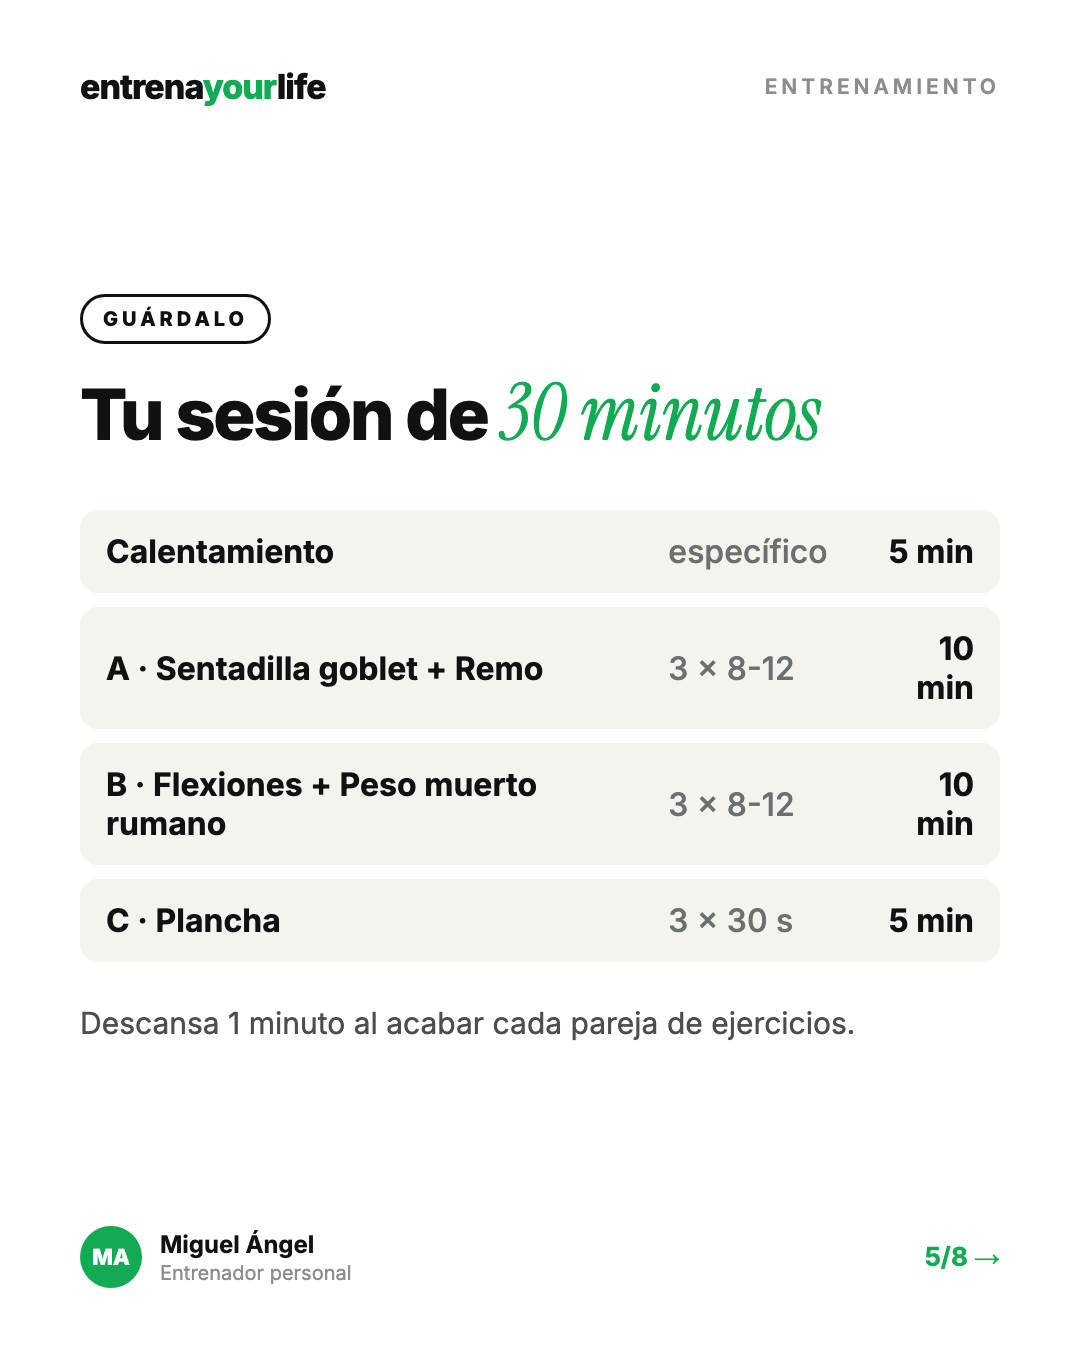 entrenayourlife
ENTRENAMIENTO
GUÁRDALO
Tu sesión de 30 minutos
Calentamiento específico 5 min
A · Sentadilla goblet + Remo 3 × 8-12 10 min
B · Flexiones + Peso muerto rumano 3 × 8-12 10 min
C · Plancha 3 × 30 s 5 min
Descansa 1 minuto al acabar cada pareja de ejercicios.
MA
Miguel Ángel
Entrenador personal
5/8 →